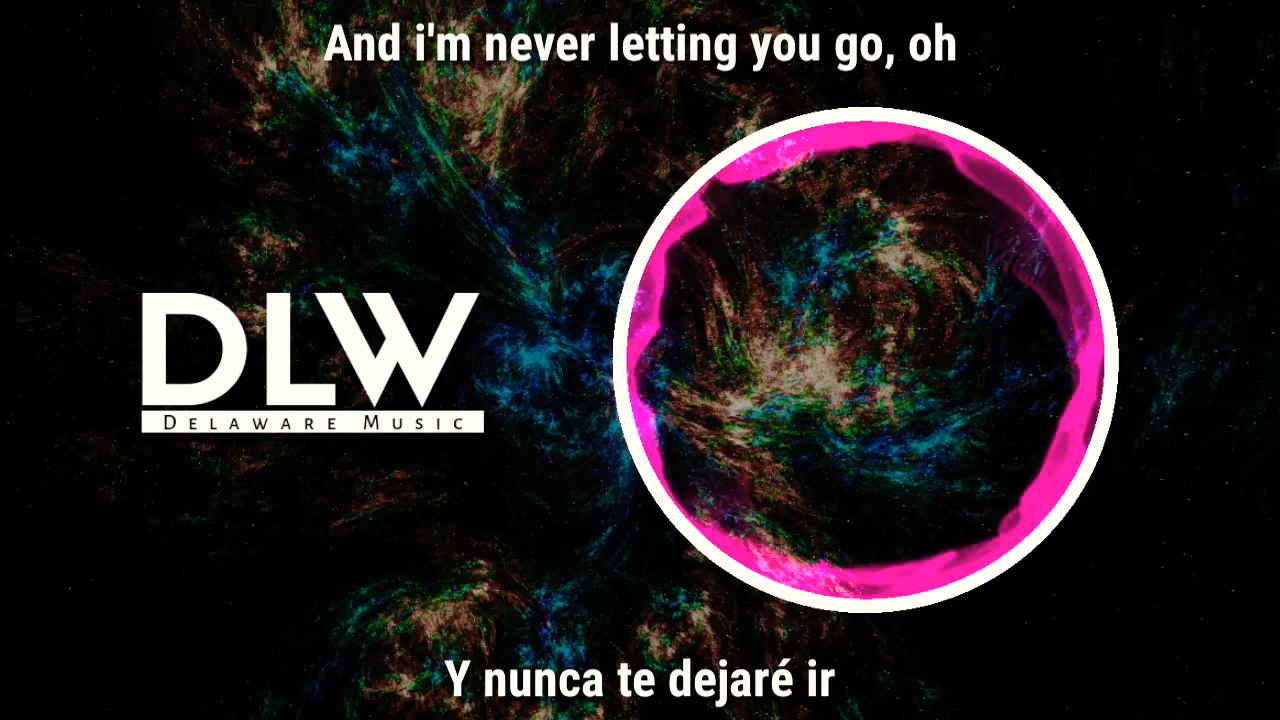 And i'm never letting you go, oh
DLW
Delaware Music
Y nunca te dejaré ir